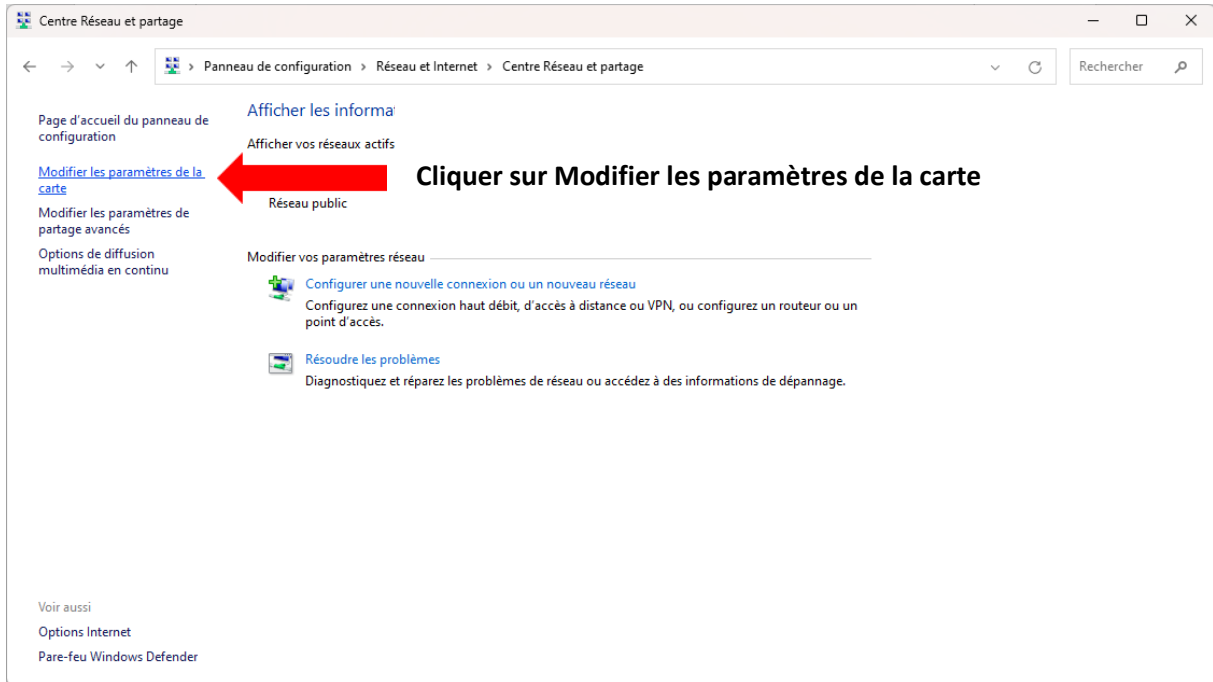 Centre Réseau et partage
Panneau de configuration > Réseau et Internet > Centre Réseau et partage
Rechercher
Page d'accueil du panneau de
configuration
Modifier les paramètres de la
carte
Modifier les paramètres de
partage avancés
Options de diffusion
multimédia en continu
Afficher les informa
Afficher vos réseaux actifs
Cliquer sur Modifier les paramètres de la carte
Réseau public
Modifier vos paramètres réseau
Configurer une nouvelle connexion ou un nouveau réseau
Configurez une connexion haut débit, d'accès à distance ou VPN, ou configurez un routeur ou un
point d'accès.
Résoudre les problèmes
Diagnostiquez et réparez les problèmes de réseau ou accédez à des informations de dépannage.
Voir aussi
Options Internet
Pare-feu Windows Defender